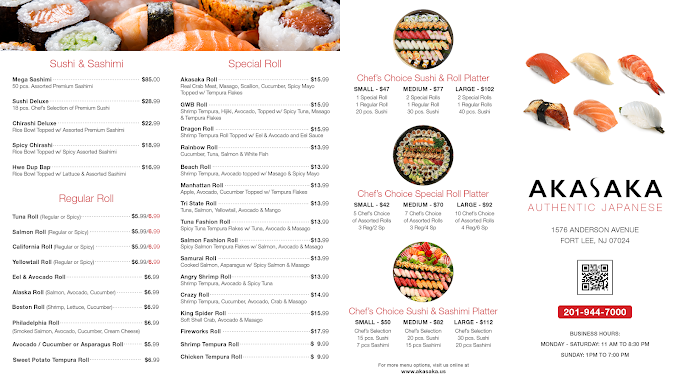 Sushi & Sashimi
Mega Sashimi $85.00
50 pcs. Assorted Premium Sashimi
Sushi Deluxe $28.99
18 pcs. Chef's Selection of Premium Sushi
Chirashi Deluxe $22.99
Rice Bowl Topped w/ Assorted Premium Sashimi
Spicy Chirashi $18.99
Rice Bowl Topped w/ Spicy Assorted Sashimi
Hwe Dup Bap $16.99
Rice Bowl Topped w/ Lettuce & Assorted Sashimi
Regular Roll
Tuna Roll (Regular or Spicy) $5.99/6.99
Salmon Roll (Regular or Spicy) $5.99/6.99
California Roll (Regular or Spicy) $5.99/6.99
Yellowtail Roll (Regular or Spicy) $6.99/6.99
Eel & Avocado Roll $6.99
Alaska Roll (Salmon, Avocado, Cucumber) $6.99
Boston Roll (Shrimp, Lettuce, Cucumber) $6.99
Philadelphia Roll $6.99
(Smoked Salmon, Avocado, Cucumber, Cream Cheese)
Avocado / Cucumber or Asparagus Roll $5.99
Sweet Potato Tempura Roll $6.99
Special Roll
Akasaka Roll $15.99
Real Crab Meat, Masago, Scallion, Cucumber, Spicy Mayo
Topped w/ Tempura Flakes
GWB Roll $15.99
Shrimp Tempura, Hijiki, Avocado, Topped w/ Spicy Tuna, Masago
& Tempura Flakes
Dragon Roll $15.99
Shrimp Tempura Roll Topped w/ Eel & Avocado and Eel Sauce
Rainbow Roll $13.99
Cucumber, Tuna, Salmon & White Fish
Beach Roll $13.99
Shrimp Tempura, Avocado topped w/ Masago & Spicy Mayo
Manhattan Roll $13.99
Apple, Avocado, Cucumber Topped w/ Tempura Flakes
Tri State Roll $13.99
Tuna, Salmon, Yellowtail, Avocado & Mango
Tuna Fashion Roll $13.99
Spicy Tuna Tempura Flakes w/ Tuna, Avocado & Masago
Salmon Fashion Roll $13.99
Spicy Salmon Tempura Flakes w/ Salmon, Avocado & Masago
Samurai Roll $13.99
Cooked Salmon, Asparagus w/ Spicy Salmon & Masago
Angry Shrimp Roll $13.99
Shrimp Tempura, Avocado & Spicy Tuna
Crazy Roll $14.99
Shrimp Tempura, Cucumber, Avocado, Crab & Masago
King Spider Roll $15.99
Soft Shell Crab, Avocado & Masago
Fireworks Roll $17.99
Shrimp Tempura Roll $ 9.99
Chicken Tempura Roll $ 9.99
Chef's Choice Sushi & Roll Platter
SMALL - $47 MEDIUM - $77 LARGE - $102
1 Special Roll 2 Special Rolls 2 Special Rolls
1 Regular Roll 1 Regular Roll 4 Regular Rolls
20 pcs. Sushi 30 pcs. Sushi 40 pcs. Sushi
Chef's Choice Special Roll Platter
SMALL - $42 MEDIUM - $70 LARGE - $92
5 Chef's Choice 7 Chef's Choice 10 Chef's Choice
of Assorted Rolls of Assorted Rolls of Assorted Rolls
3 Reg/2 Sp 3 Reg/4 Sp 4 Reg/6 Sp
Chef's Choice Sushi & Sashimi Platter
SMALL - $50 MEDIUM - $82 LARGE - $112
Chef's Selection Chef's Selection Chef's Selection
15 pcs. Sushi 20 pcs. Sushi 30 pcs. Sushi
7 pcs Sashimi 15 pcs Sashimi 20 pcs Sashimi
For more menu options, visit us online at
www.akasaka.us
AKASAKA
AUTHENTIC JAPANESE
1576 ANDERSON AVENUE
FORT LEE, NJ 07024
201-944-7000
BUSINESS HOURS:
MONDAY - SATURDAY: 11 AM TO 8:30 PM
SUNDAY: 1PM TO 7:00 PM